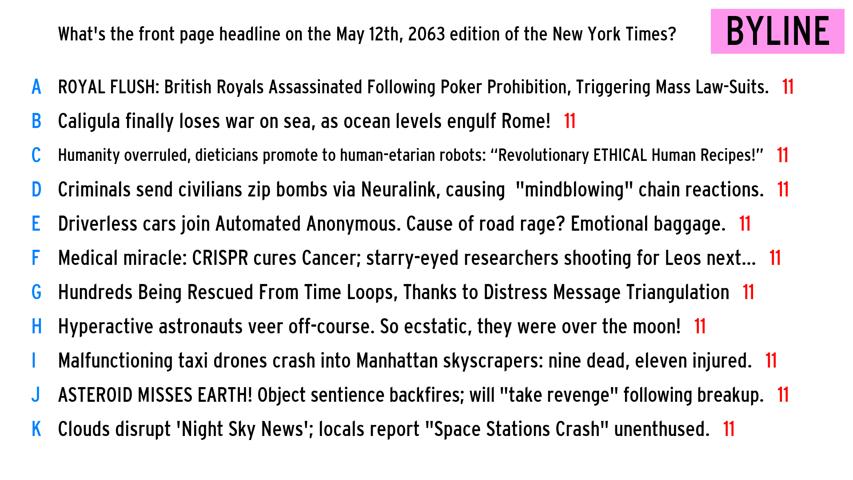 What's the front page headline on the May 12th, 2063 edition of the New York Times?
BYLINE
A ROYAL FLUSH: British Royals Assassinated Following Poker Prohibition, Triggering Mass Law-Suits. 11
B Caligula finally loses war on sea, as ocean levels engulf Rome! 11
C Humanity overruled, dieticians promote to human-etarian robots: “Revolutionary ETHICAL Human Recipes!” 11
D Criminals send civilians zip bombs via Neuralink, causing "mindblowing" chain reactions. 11
E Driverless cars join Automated Anonymous. Cause of road rage? Emotional baggage. 11
F Medical miracle: CRISPR cures Cancer; starry-eyed researchers shooting for Leos next... 11
G Hundreds Being Rescued From Time Loops, Thanks to Distress Message Triangulation 11
H Hyperactive astronauts veer off-course. So ecstatic, they were over the moon! 11
I Malfunctioning taxi drones crash into Manhattan skyscrapers: nine dead, eleven injured. 11
J ASTEROID MISSES EARTH! Object sentience backfires; will "take revenge" following breakup. 11
K Clouds disrupt 'Night Sky News'; locals report "Space Stations Crash" unenthused. 11